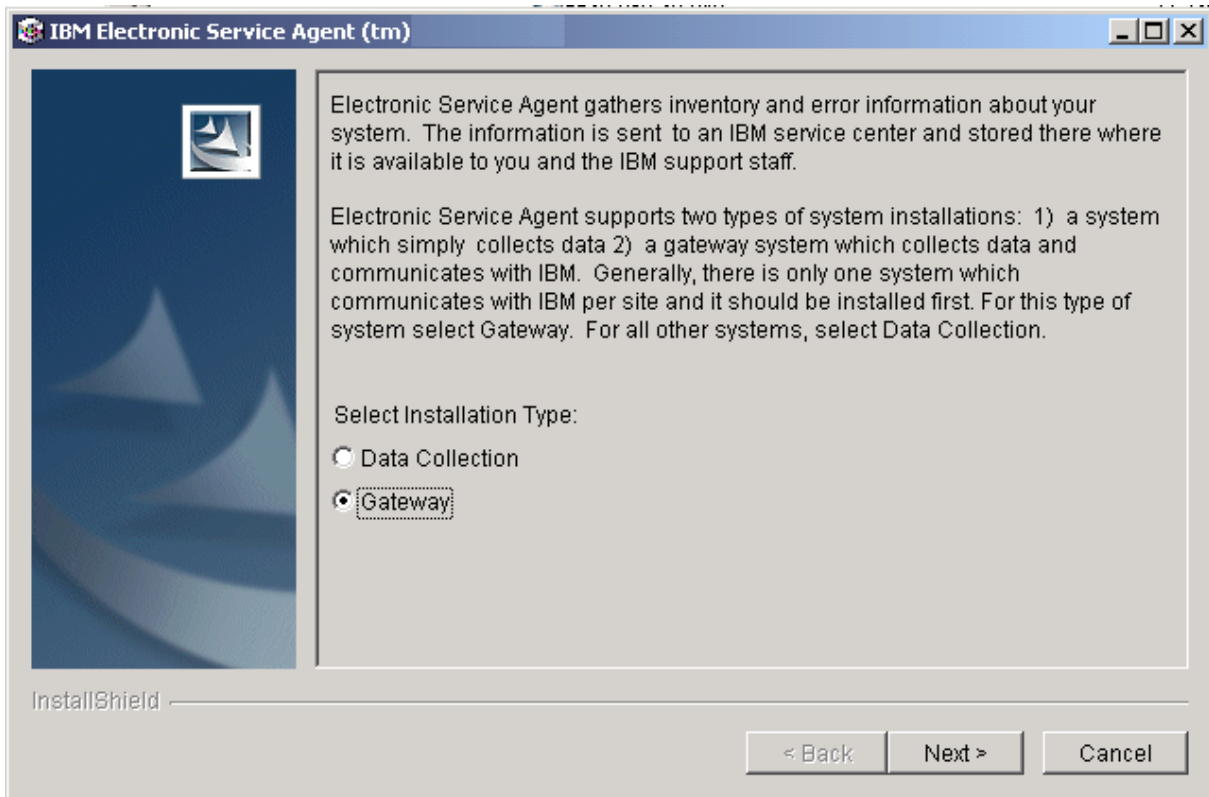 IBM Electronic Service Agent (tm)
Electronic Service Agent gathers inventory and error information about your
system. The information is sent to an IBM service center and stored there where
it is available to you and the IBM support staff.
Electronic Service Agent supports two types of system installations: 1) a system
which simply collects data 2) a gateway system which collects data and
communicates with IBM. Generally, there is only one system which
communicates with IBM per site and it should be installed first. For this type of
system select Gateway. For all other systems, select Data Collection.
Select Installation Type:
Data Collection
Gateway
InstallShield
< Back
Next >
Cancel